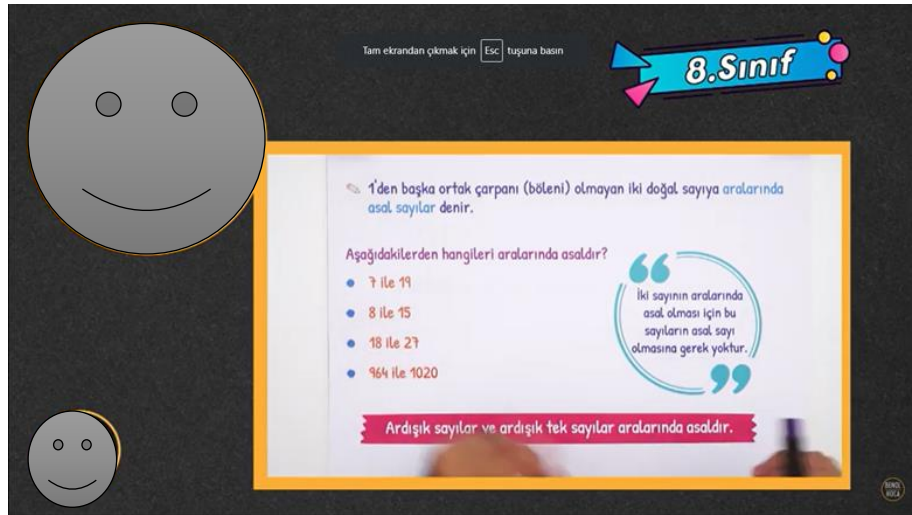 Tam ekrandan çıkmak için Esc tuşuna basın
8.Sınıf
1'den başka ortak çarpanı (böleni) olmayan iki doğal sayıya aralarında
asal sayılar denir.
Aşağıdakilerden hangileri aralarında asaldır?
7 ile 19
8 ile 15
18 ile 27
964 ile 1020
İki sayının aralarında
asal olması için bu
sayıların asal sayı
olmasına gerek yoktur.
Ardışık sayılar ve ardışık tek sayılar aralarında asaldır.